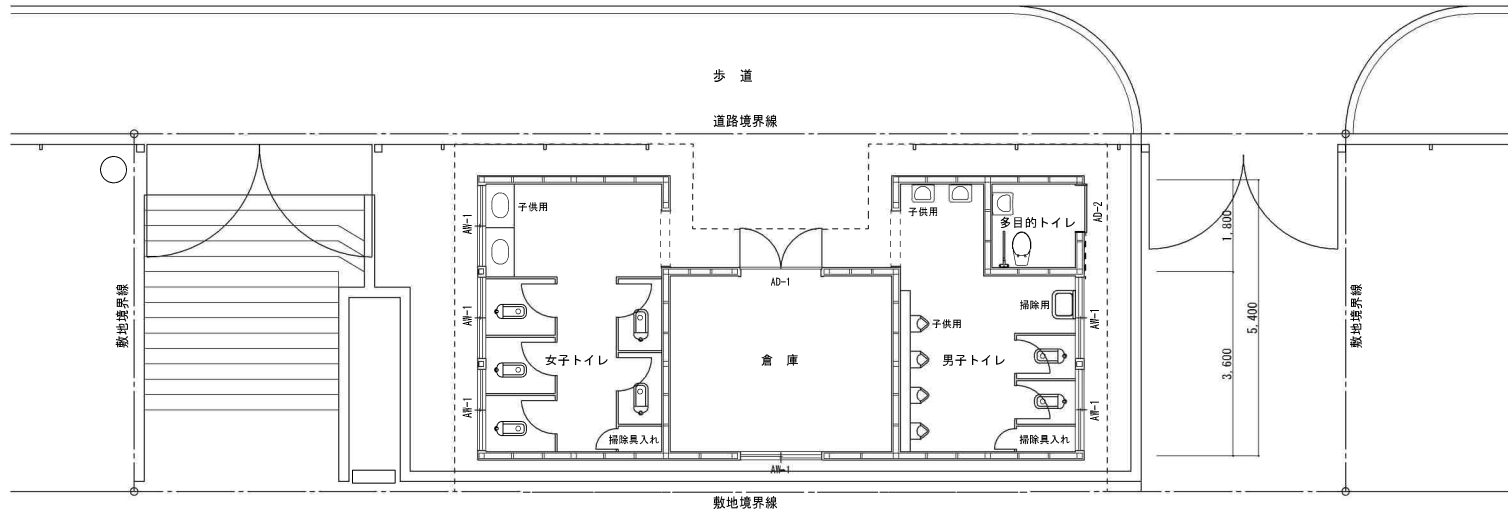 歩 道
道路境界線
子供用
子供用
多目的トイレ
AD-2
AW-1
1,800
AD-1
敷地境界線
AW-1
掃除用
子供用
AW-1
5,400
敷地境界線
女子トイレ
倉 庫
男子トイレ
3,600
AW-1
AW-1
掃除具入れ
掃除具入れ
AW-1
敷地境界線